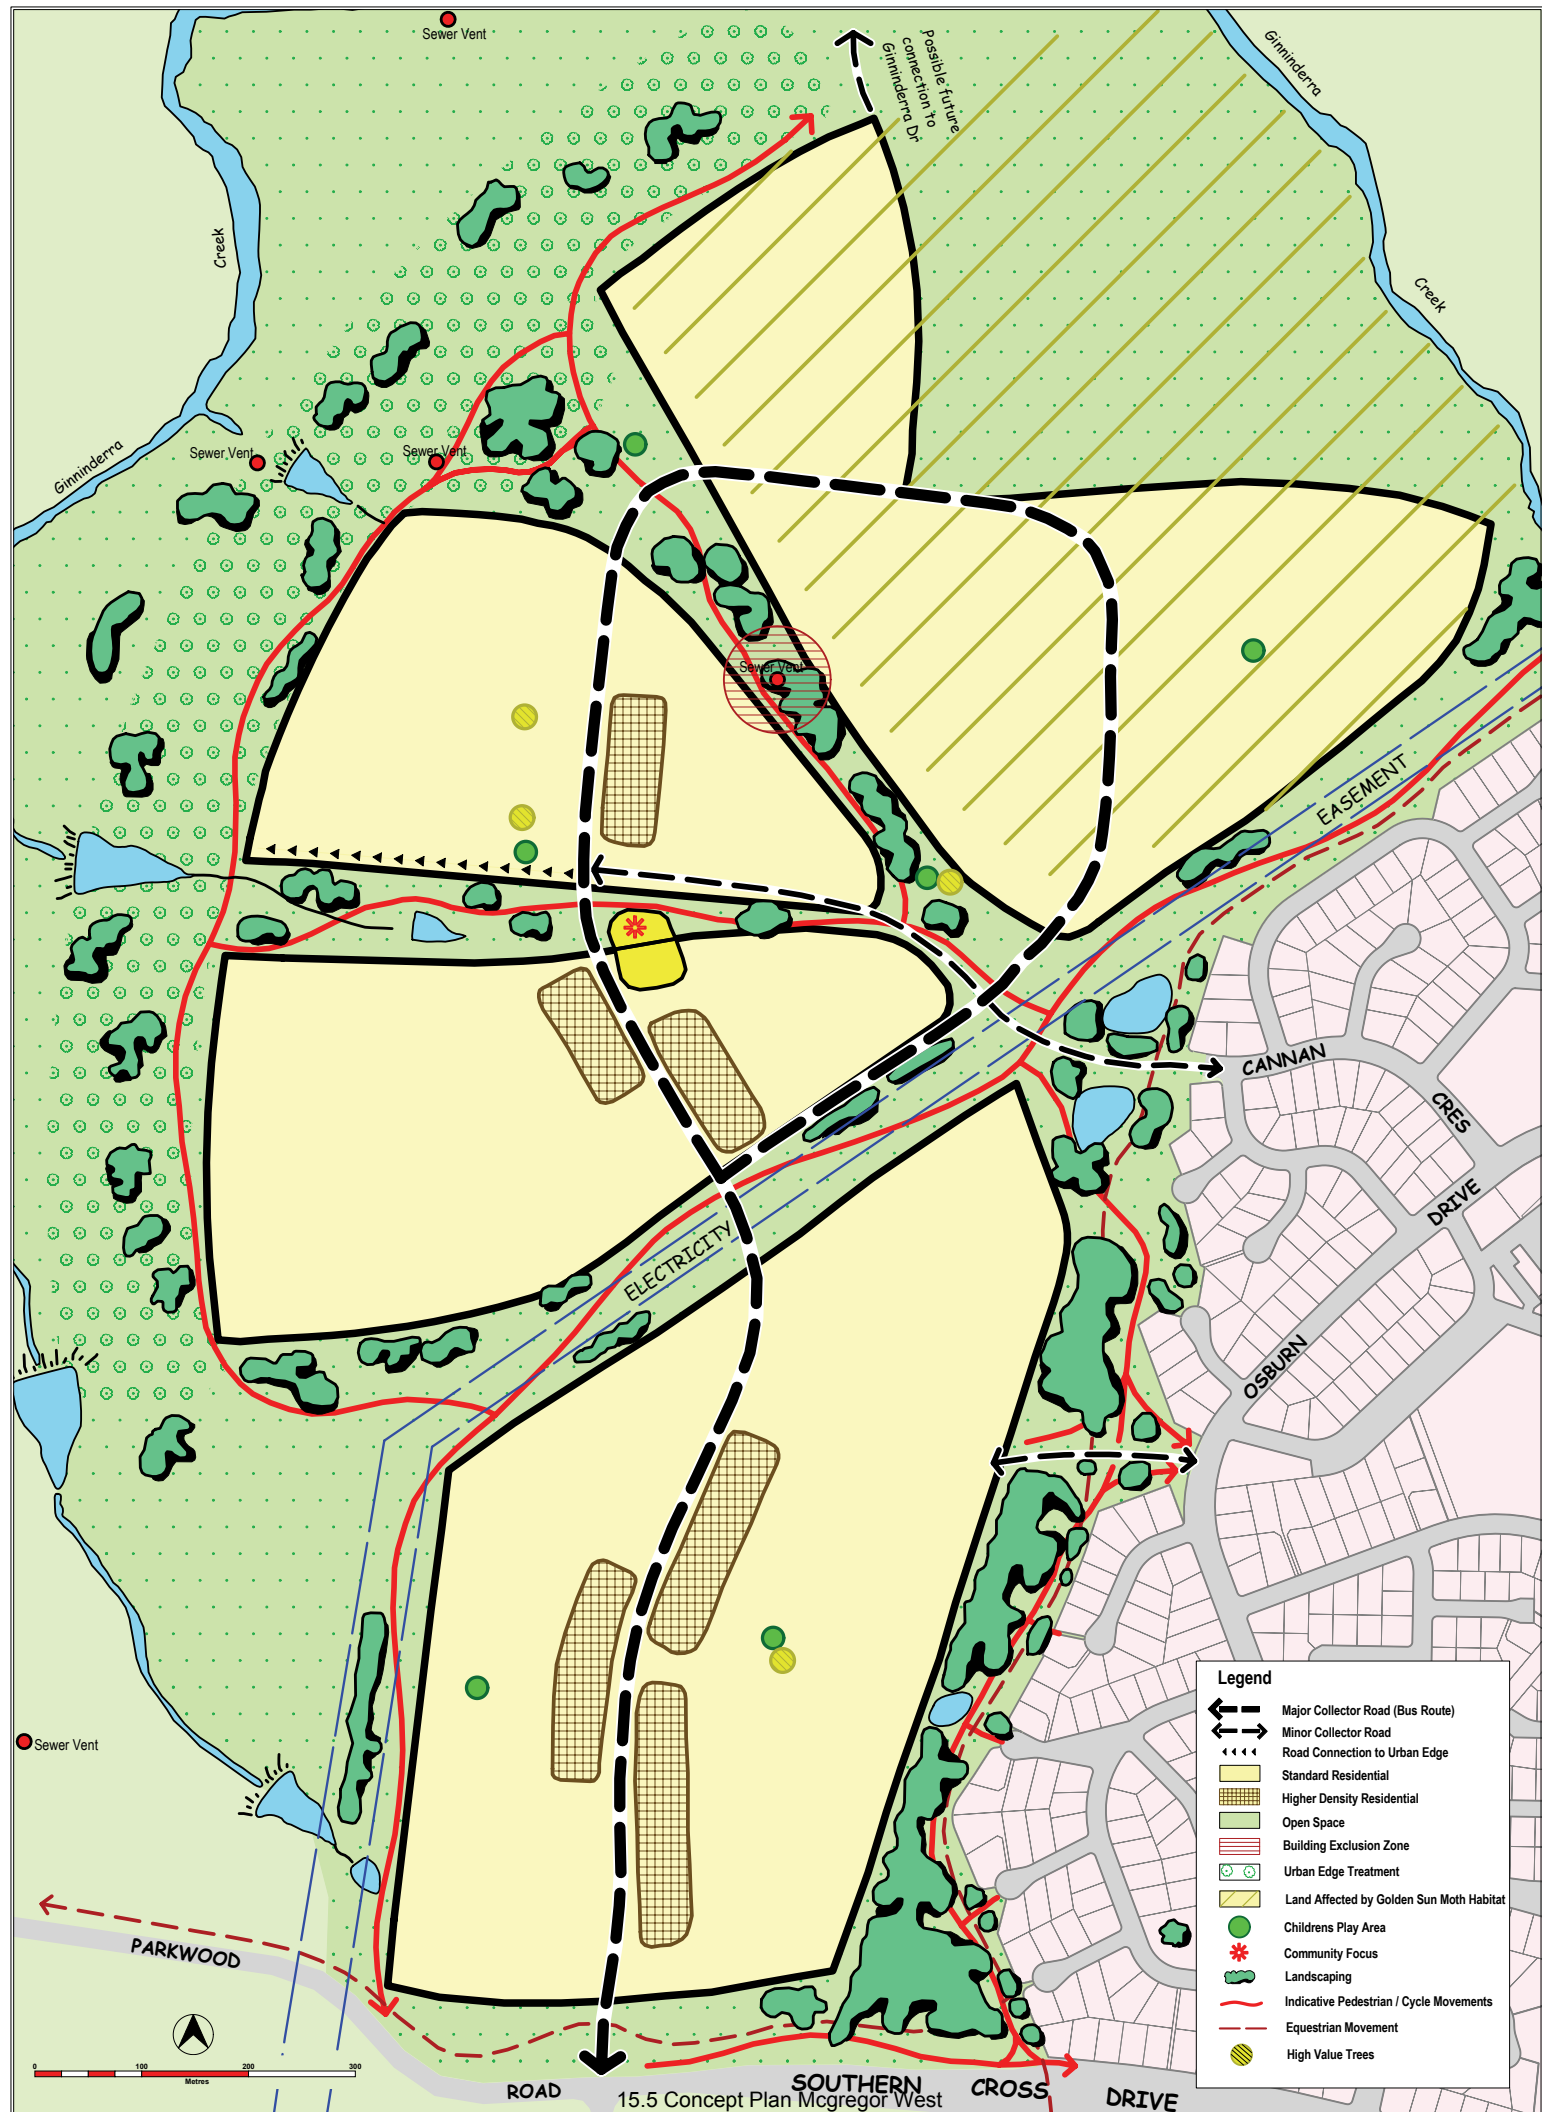 Sewer Vent
Possible future
connection to
Ginninderra Dr
Ginninderra
Creek
Creek
Ginninderra
Sewer Vent
Sewer Vent
Sewer Vent
EASEMENT
ELECTRICITY
CANNAN
CRES
DRIVE
OSBURN
Sewer Vent
Legend
Major Collector Road (Bus Route)
Minor Collector Road
Road Connection to Urban Edge
Standard Residential
Higher Density Residential
Open Space
Building Exclusion Zone
Urban Edge Treatment
Land Affected by Golden Sun Moth Habitat
Childrens Play Area
Community Focus
Landscaping
Indicative Pedestrian / Cycle Movements
Equestrian Movement
High Value Trees
PARKWOOD
0 100 200 300
Metres
ROAD
SOUTHERN CROSS DRIVE
15.5 Concept Plan Mcgregor West